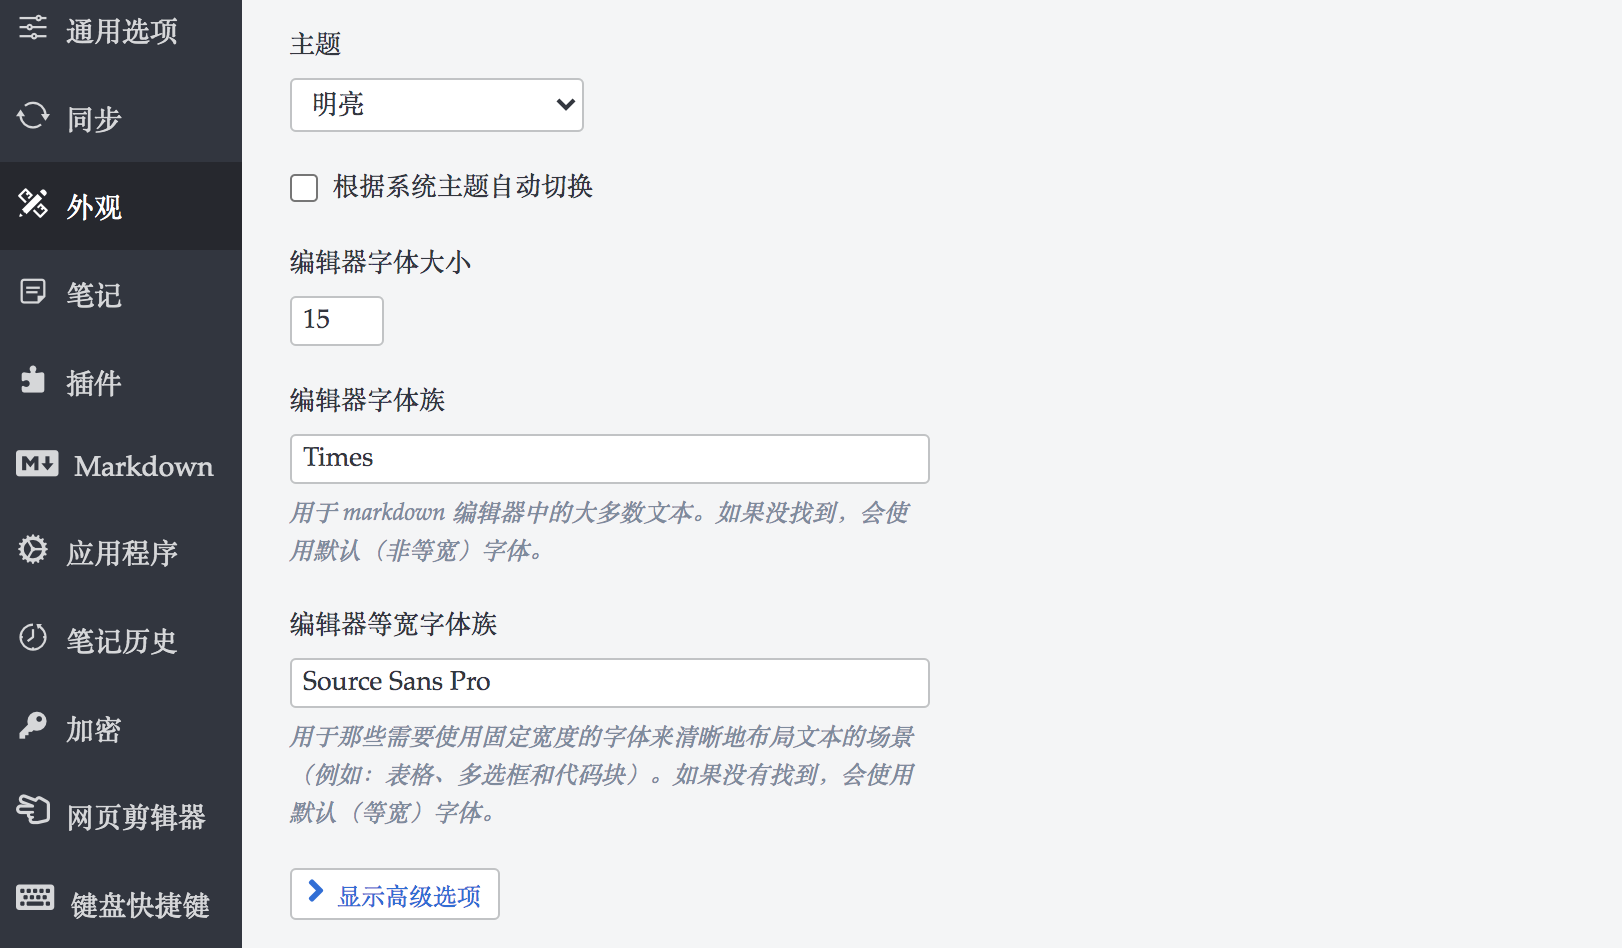 通用选项
同步
外观
笔记
插件
Markdown
应用程序
笔记历史
加密
网页剪辑器
键盘快捷键
主题
明亮
根据系统主题自动切换
编辑器字体大小
15
编辑器字体族
Times
用于 markdown 编辑器中的大多数文本。如果没找到，会使
用默认（非等宽）字体。
编辑器等宽字体族
Source Sans Pro
用于那些需要使用固定宽度的字体来清晰地布局文本的场景
（例如：表格、多选框和代码块）。如果没有找到，会使用
默认（等宽）字体。
显示高级选项